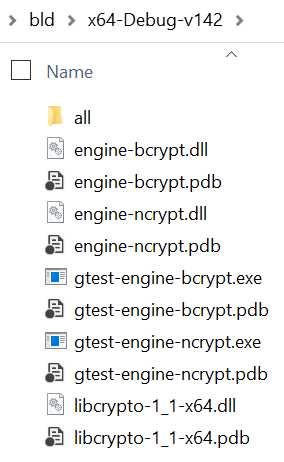 bld
x64-Debug-v142
Name
all
engine-bcrypt.dll
engine-bcrypt.pdb
engine-ncrypt.dll
engine-ncrypt.pdb
gtest-engine-bcrypt.exe
gtest-engine-bcrypt.pdb
gtest-engine-ncrypt.exe
gtest-engine-ncrypt.pdb
libcrypto-1_1-x64.dll
libcrypto-1_1-x64.pdb